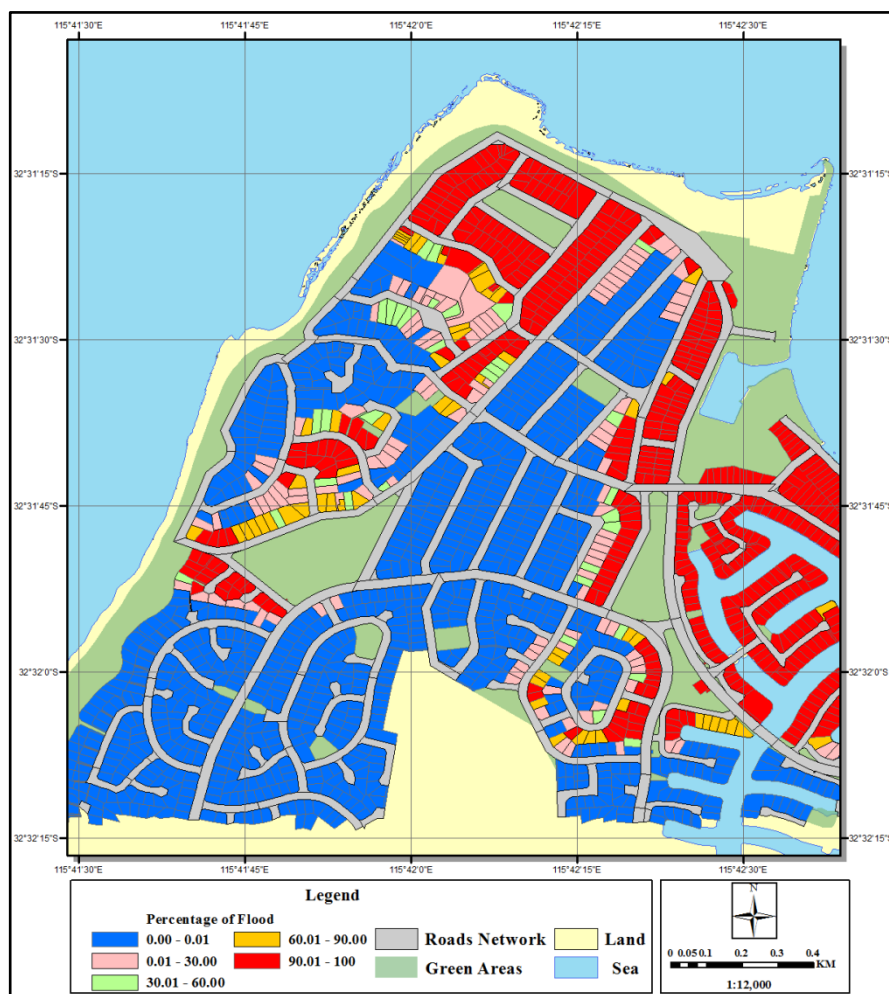 115°41'30"E 115°41'45"E 115°42'0"E 115°42'15"E 115°42'30"E
32°31'15"S 32°31'15"S
32°31'30"S 32°31'30"S
32°31'45"S 32°31'45"S
32°32'0"S 32°32'0"S
32°32'15"S 32°32'15"S
115°41'30"E 115°41'45"E 115°42'0"E 115°42'15"E 115°42'30"E
Legend
Percentage of Flood
0.00 - 0.01 60.01 - 90.00 Roads Network Land
0.01 - 30.00 90.01 - 100 Green Areas Sea
30.01 - 60.00
N
0 0.05 0.1 0.2 0.3 0.4
KM
1:12,000